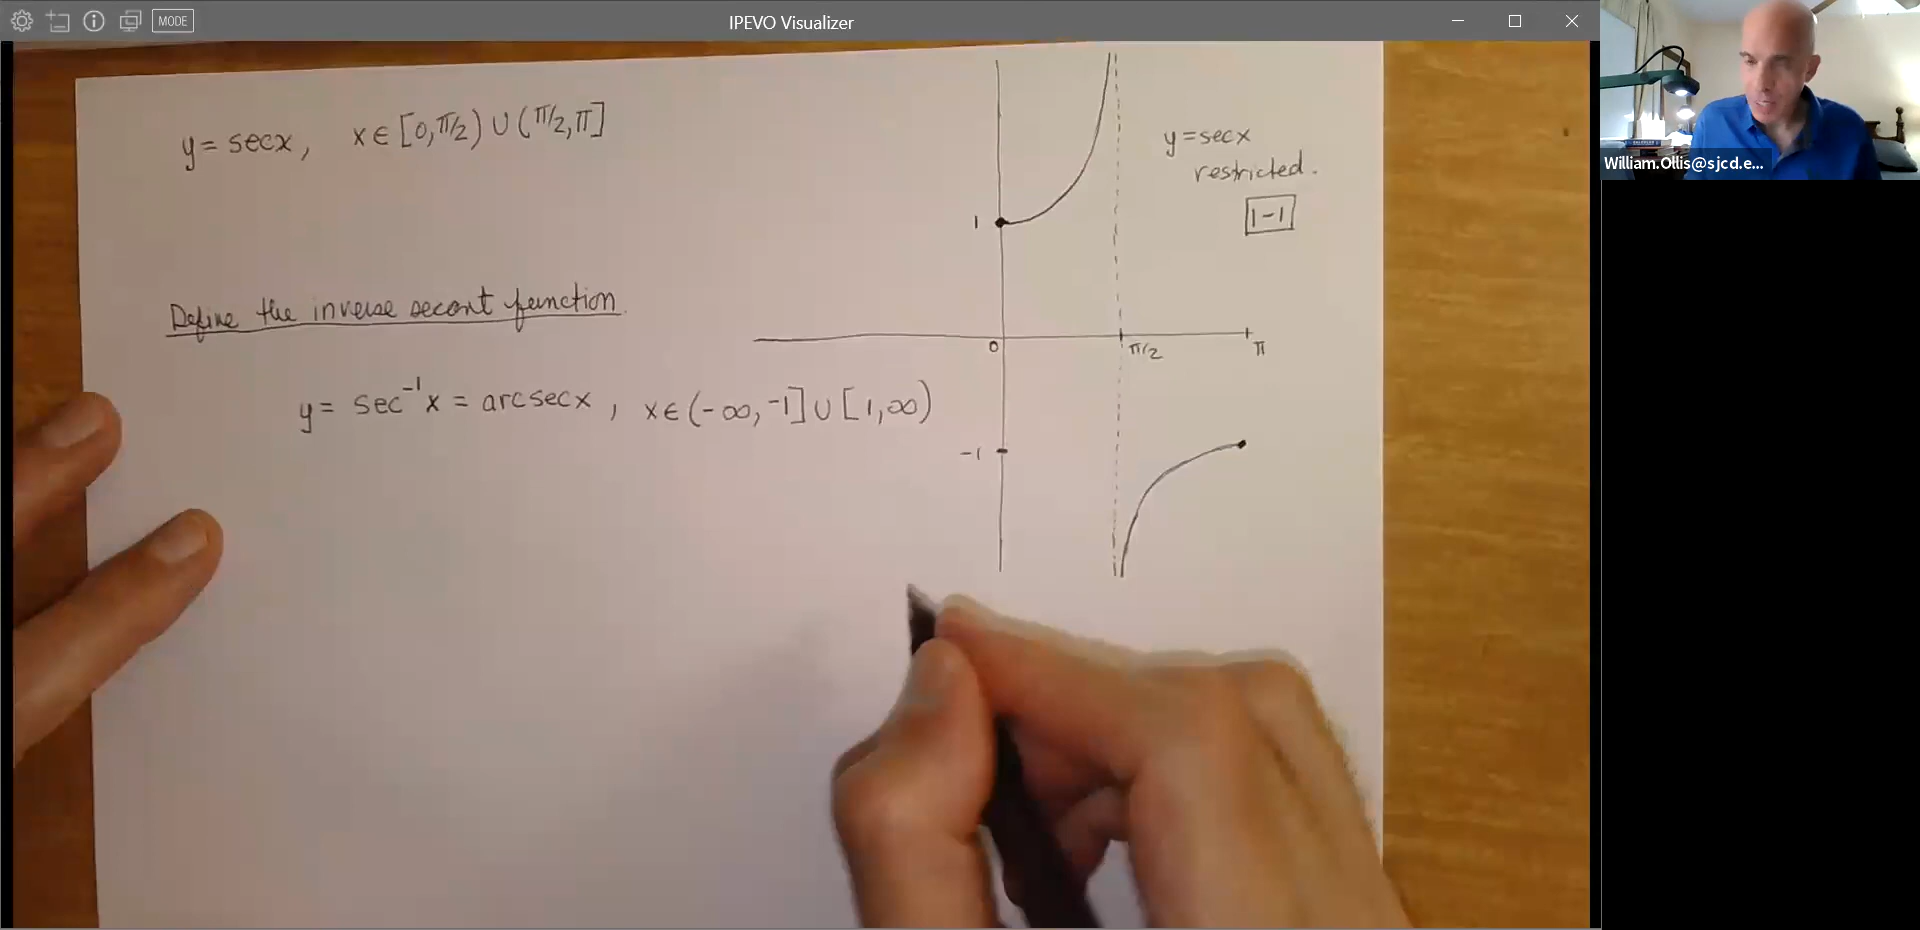 MODE
IPEVO Visualizer
William.Ollis@sjcd.e...
y = secx, x ∈ [0, π/2) ∪ (π/2, π]
y = secx
restricted.
1-1
1
Define the inverse secant function.
0
π/2
π
y = sec⁻¹x = arcsecx, x ∈ (-∞, -1] ∪ [1, ∞)
-1